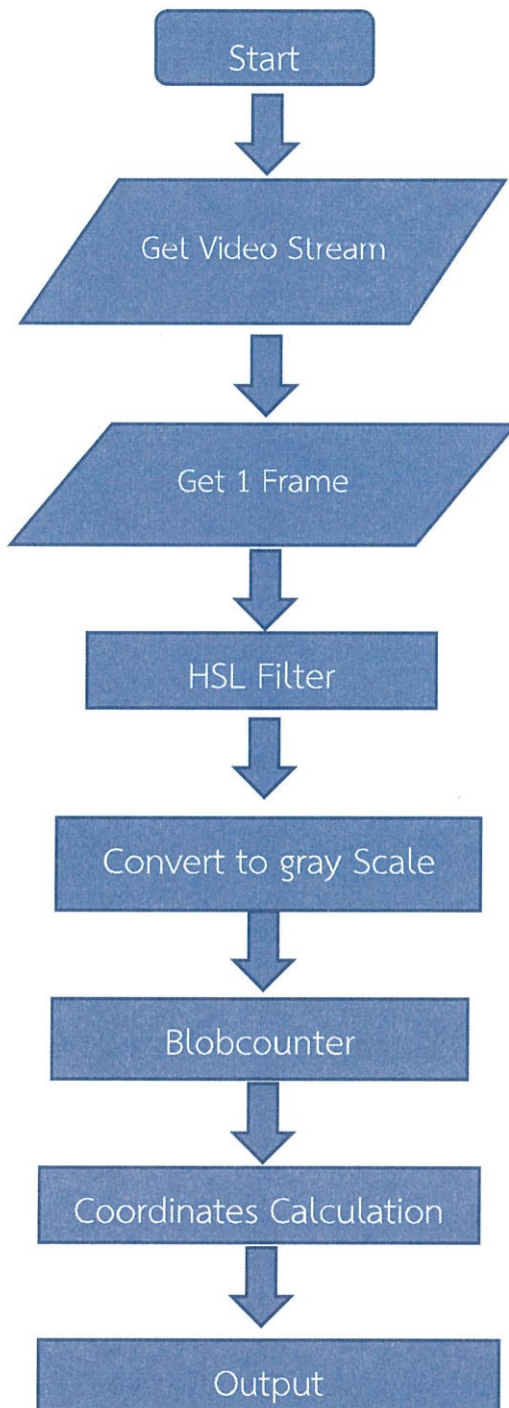 Start
Get Video Stream
Get 1 Frame
HSL Filter
Convert to gray Scale
Blobcounter
Coordinates Calculation
Output